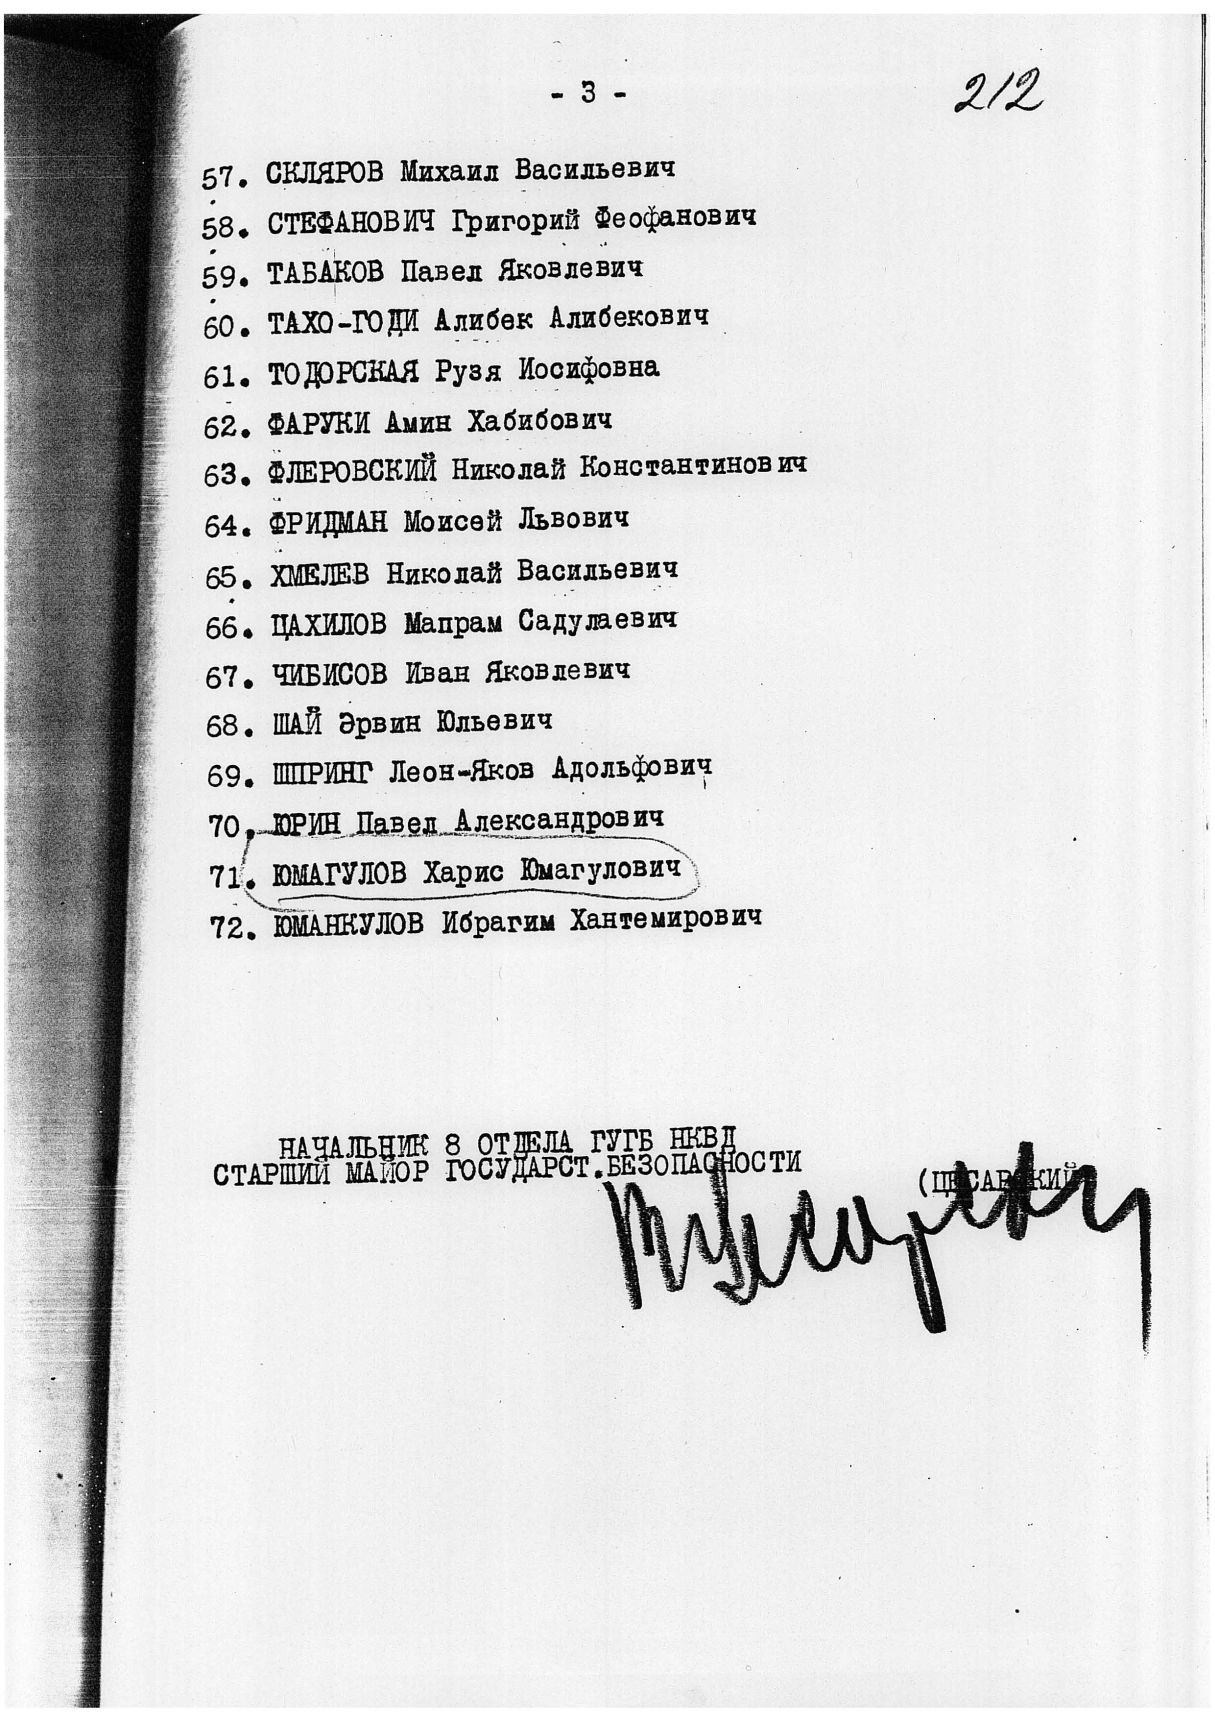 - 3 -
212
57. СКЛЯРОВ Михаил Васильевич
58. СТЕФАНОВИЧ Григорий Феофанович
59. ТАБАКОВ Павел Яковлевич
60. ТАХО-ГОДИ Алибек Алибекович
61. ТОДОРСКАЯ Рузя Иосифовна
62. ФАРУКИ Амин Хабибович
63. ФЛЕРОВСКИЙ Николай Константинович
64. ФРИДМАН Моисей Львович
65. ХМЕЛЕВ Николай Васильевич
66. ЦАХИЛОВ Мапрам Садулаевич
67. ЧИБИСОВ Иван Яковлевич
68. ШАЙ Эрвин Юльевич
69. ШПРИНГ Леон-Яков Адольфович
70. ЮРИН Павел Александрович
71. ЮМАГУЛОВ Харис Юмагулович
72. ЮМАНКУЛОВ Ибрагим Хантемирович
НАЧАЛЬНИК 8 ОТДЕЛА ГУГБ НКВД
СТАРШИЙ МАЙОР ГОСУДАРСТ.БЕЗОПАСНОСТИ
(ЦЕСАРСКИЙ